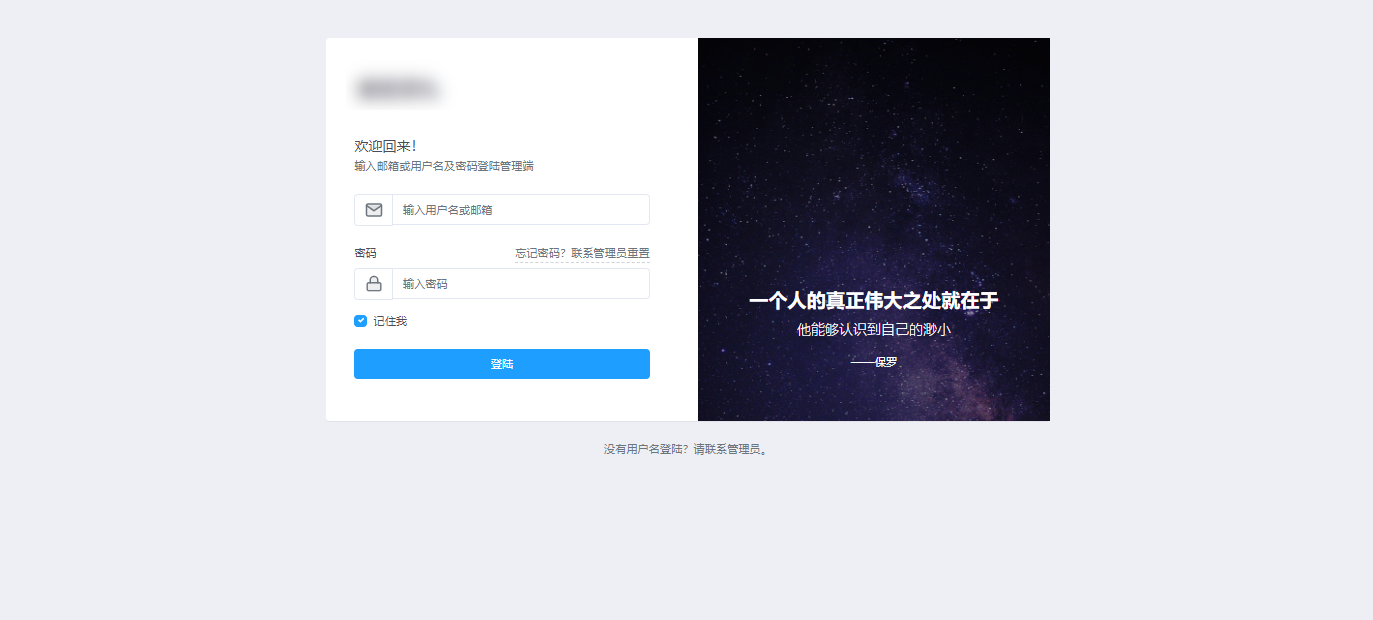 欢迎回来！
输入邮箱或用户名及密码登陆管理端
输入用户名或邮箱
密码
忘记密码？联系管理员重置
输入密码
记住我
登陆
一个人的真正伟大之处就在于
他能够认识到自己的渺小
——保罗
没有用户名登陆？请联系管理员。